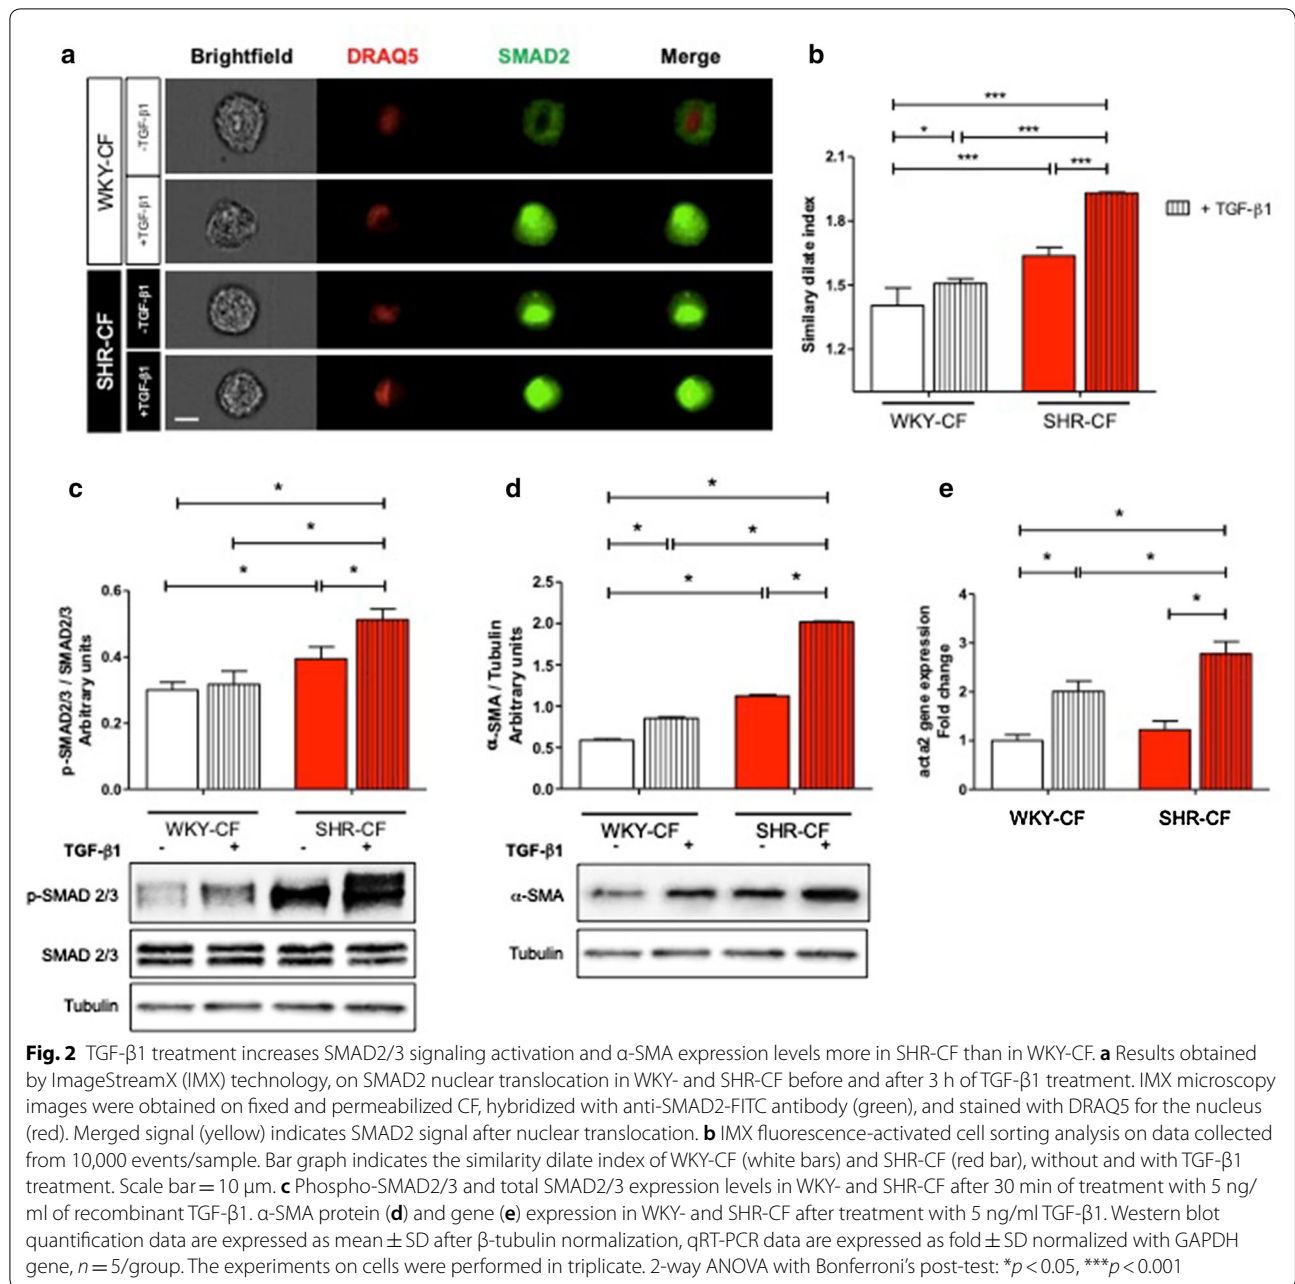 a
Brightfield DRAQ5 SMAD2 Merge
WKY-CF
-TGF-β1
+TGF-β1
SHR-CF
-TGF-β1
+TGF-β1
b
***
* ***
*** ***
Similary dilate index
2.1
1.8
1.5
1.2
WKY-CF SHR-CF
+ TGF-β1
c
*
*
* *
p-SMAD2/3 / SMAD2/3
Arbitrary units
0.6
0.4
0.2
0.0
WKY-CF SHR-CF
TGF-β1 - + - +
p-SMAD 2/3
SMAD 2/3
Tubulin
d
*
* *
* *
α-SMA / Tubulin
Arbitrary units
2.5
2.0
1.5
1.0
0.5
0.0
WKY-CF SHR-CF
TGF-β1 - + - +
α-SMA
Tubulin
e
*
* *
*
acta2 gene expression
Fold change
4
3
2
1
0
WKY-CF SHR-CF
Fig. 2 TGF-β1 treatment increases SMAD2/3 signaling activation and α-SMA expression levels more in SHR-CF than in WKY-CF. a Results obtained
by ImageStreamX (IMX) technology, on SMAD2 nuclear translocation in WKY- and SHR-CF before and after 3 h of TGF-β1 treatment. IMX microscopy
images were obtained on fixed and permeabilized CF, hybridized with anti-SMAD2-FITC antibody (green), and stained with DRAQ5 for the nucleus
(red). Merged signal (yellow) indicates SMAD2 signal after nuclear translocation. b IMX fluorescence-activated cell sorting analysis on data collected
from 10,000 events/sample. Bar graph indicates the similarity dilate index of WKY-CF (white bars) and SHR-CF (red bar), without and with TGF-β1
treatment. Scale bar = 10 μm. c Phospho-SMAD2/3 and total SMAD2/3 expression levels in WKY- and SHR-CF after 30 min of treatment with 5 ng/
ml of recombinant TGF-β1. α-SMA protein (d) and gene (e) expression in WKY- and SHR-CF after treatment with 5 ng/ml TGF-β1. Western blot
quantification data are expressed as mean ± SD after β-tubulin normalization, qRT-PCR data are expressed as fold ± SD normalized with GAPDH
gene, n = 5/group. The experiments on cells were performed in triplicate. 2-way ANOVA with Bonferroni's post-test: *p < 0.05, ***p < 0.001